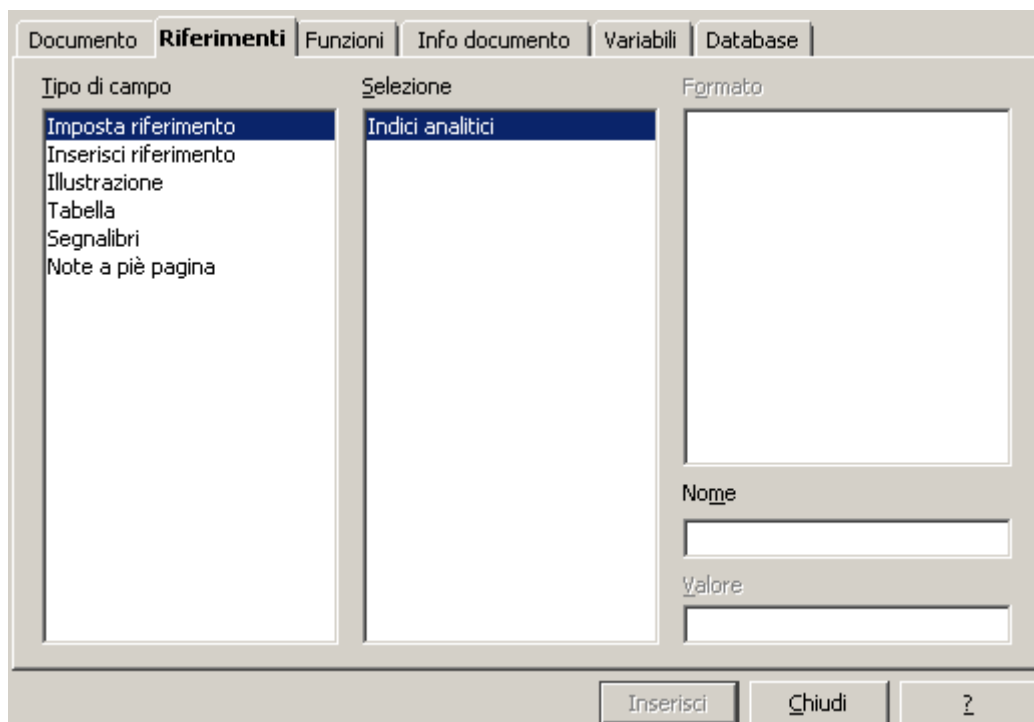 Documento Riferimenti Funzioni Info documento Variabili Database
Tipo di campo
Imposta riferimento
Inserisci riferimento
Illustrazione
Tabella
Segnalibri
Note a piè pagina
Selezione
Indici analitici
Formato
Nome
Valore
Inserisci Chiudi ?